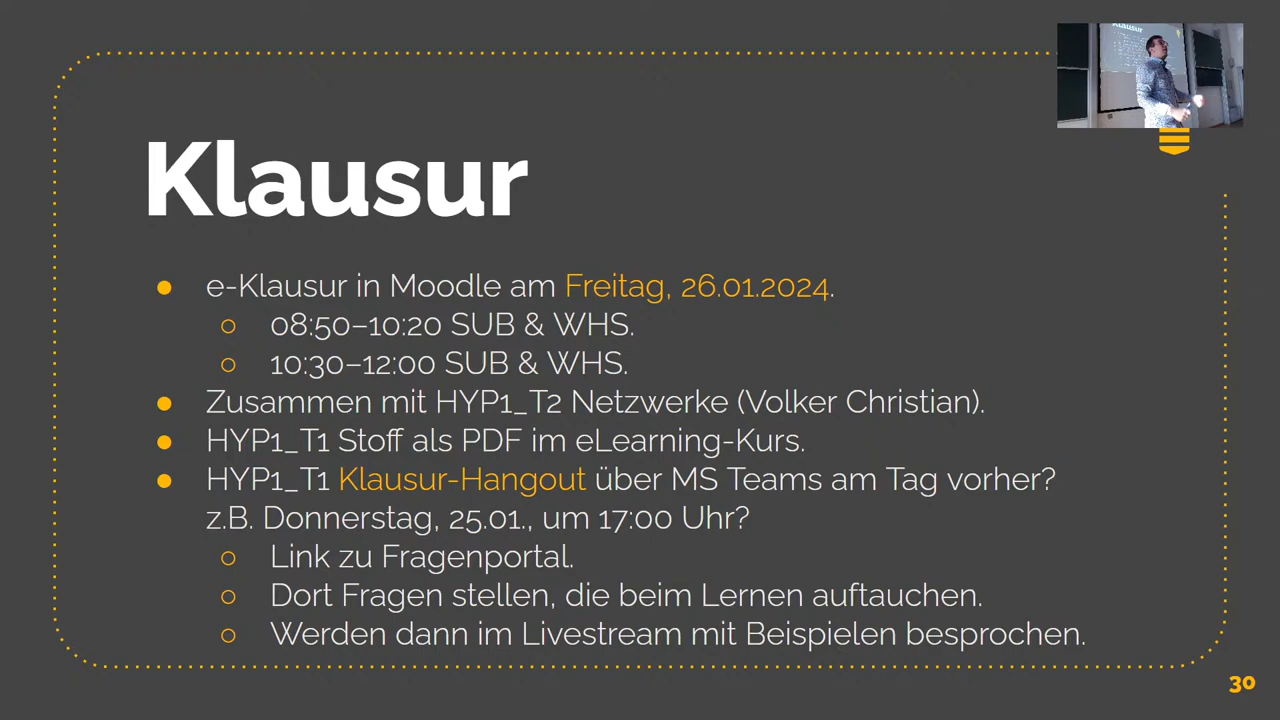 Klausur
Klausur
● e-Klausur in Moodle am Freitag, 26.01.2024.
○ 08:50–10:20 SUB & WHS.
○ 10:30–12:00 SUB & WHS.
● Zusammen mit HYP1_T2 Netzwerke (Volker Christian).
● HYP1_T1 Stoff als PDF im eLearning-Kurs.
● HYP1_T1 Klausur-Hangout über MS Teams am Tag vorher?
z.B. Donnerstag, 25.01., um 17:00 Uhr?
○ Link zu Fragenportal.
○ Dort Fragen stellen, die beim Lernen auftauchen.
○ Werden dann im Livestream mit Beispielen besprochen.
30